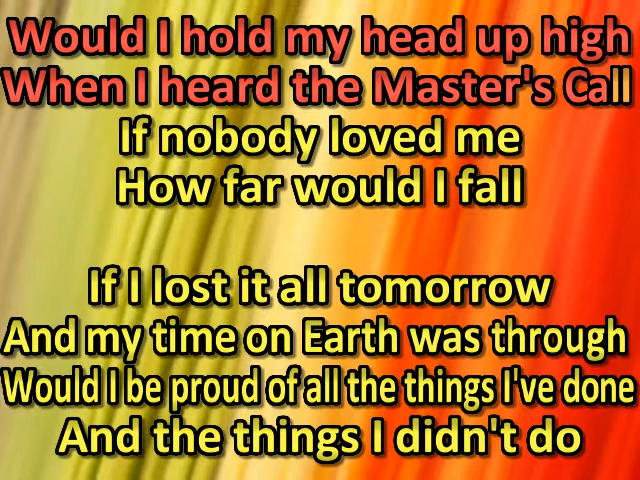 Would I hold my head up high
When I heard the Master's Call
If nobody loved me
How far would I fall
If I lost it all tomorrow
And my time on Earth was through
Would I be proud of all the things I've done
And the things I didn't do